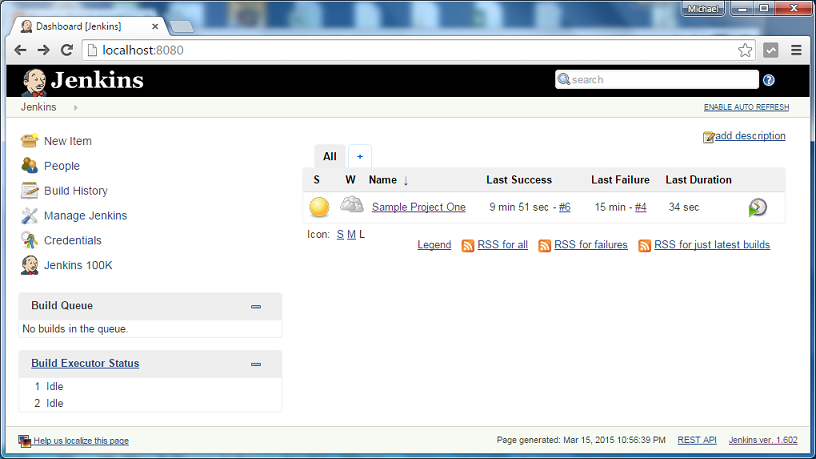 Michael
Dashboard [Jenkins]
localhost:8080
Jenkins
search
Jenkins
ENABLE AUTO REFRESH
New Item
People
Build History
Manage Jenkins
Credentials
Jenkins 100K
add description
All +
S W Name ↓ Last Success Last Failure Last Duration
Sample Project One 9 min 51 sec - #6 15 min - #4 34 sec
Icon: S M L
Legend RSS for all RSS for failures RSS for just latest builds
Build Queue
No builds in the queue.
Build Executor Status
1 Idle
2 Idle
Help us localize this page
Page generated: Mar 15, 2015 10:56:39 PM REST API Jenkins ver. 1.602